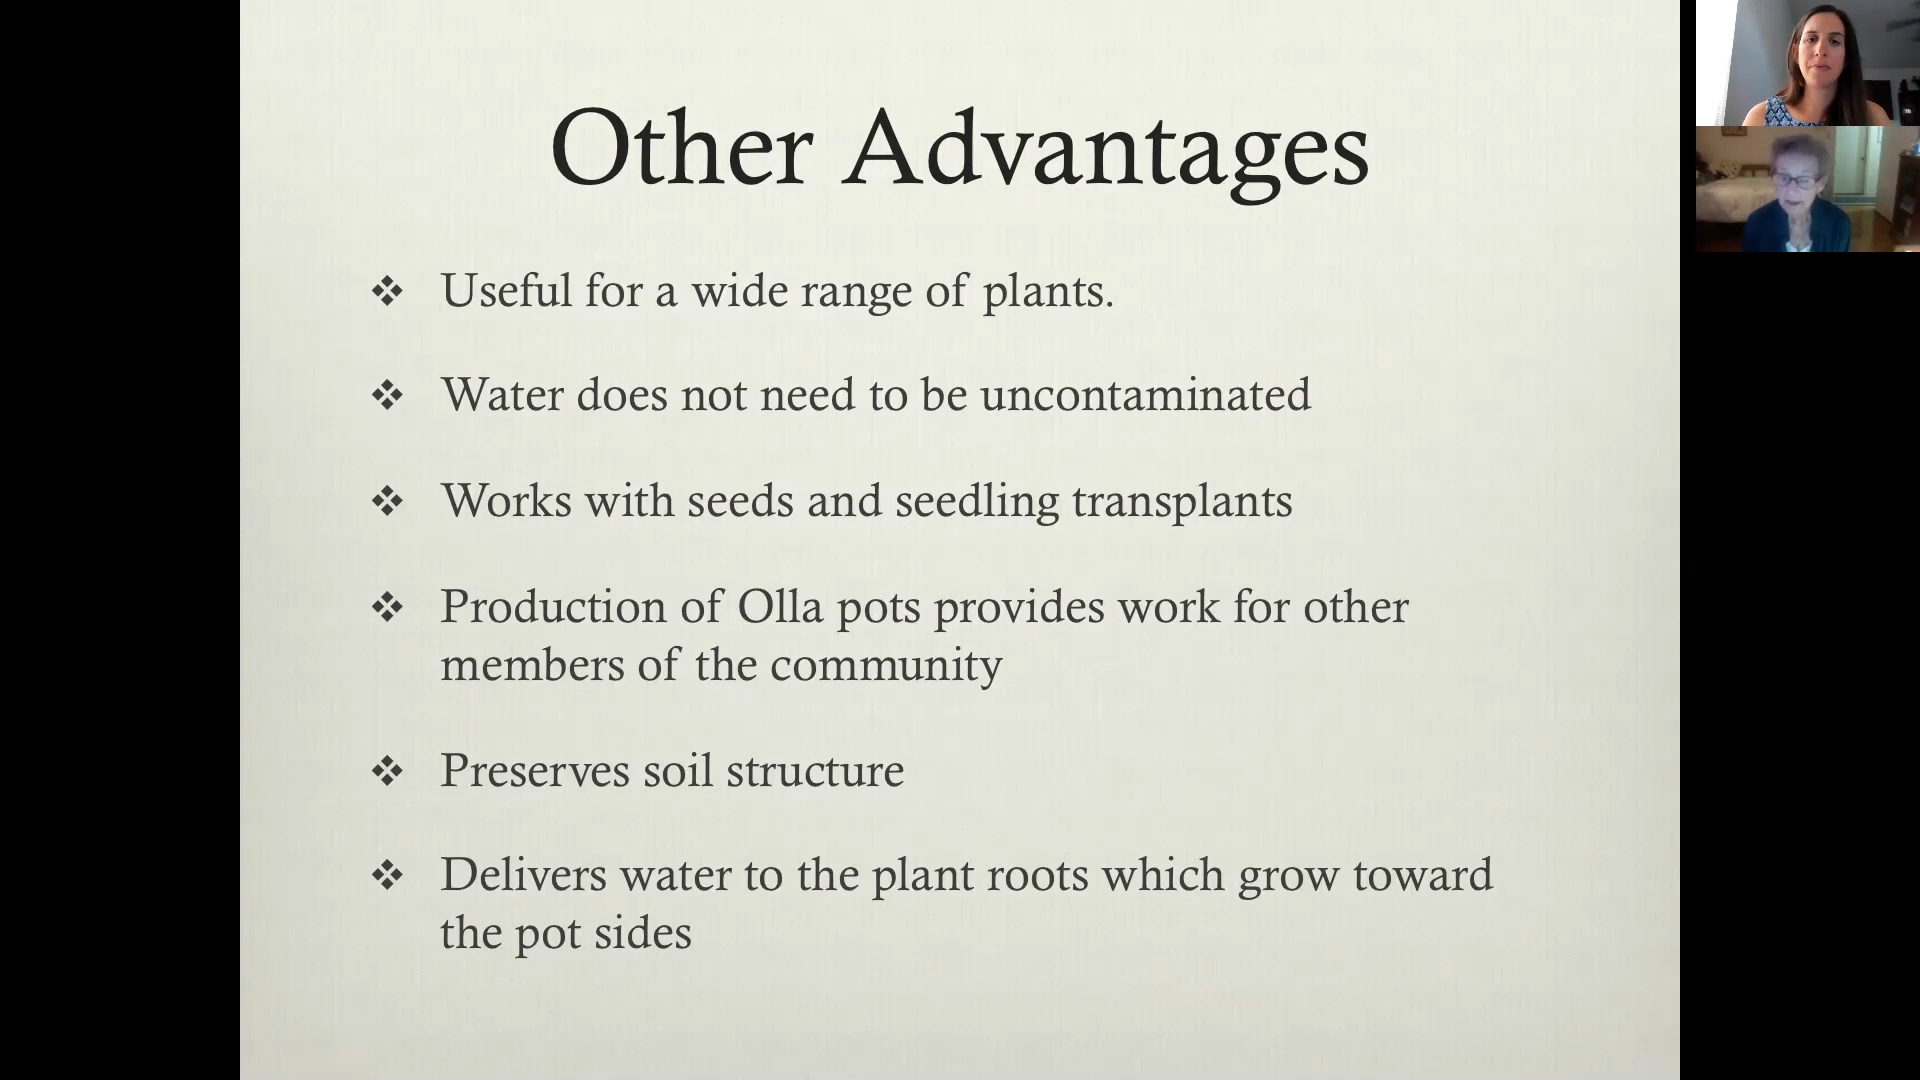 Other Advantages
❖ Useful for a wide range of plants.
❖ Water does not need to be uncontaminated
❖ Works with seeds and seedling transplants
❖ Production of Olla pots provides work for other
members of the community
❖ Preserves soil structure
❖ Delivers water to the plant roots which grow toward
the pot sides